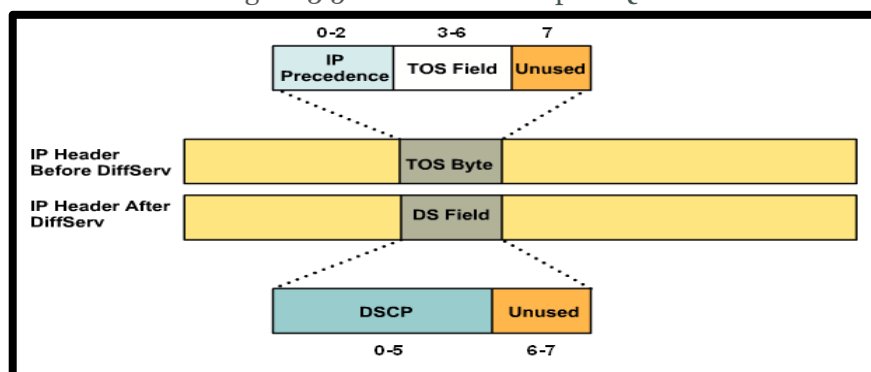 0-2 3-6 7
IP Precedence TOS Field Unused
IP Header Before DiffServ TOS Byte
IP Header After DiffServ DS Field
DSCP Unused
0-5 6-7